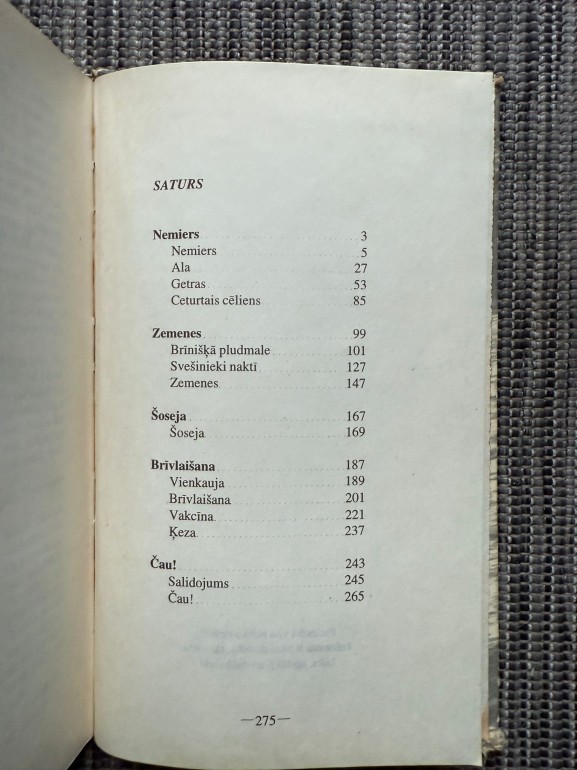 SATURS
Nemiers 3
Nemiers 5
Ala 27
Getras 53
Ceturtais cēliens 85
Zemenes 99
Brīnišķā pludmale 101
Svešinieki naktī 127
Zemenes 147
Šoseja 167
Šoseja 169
Brīvlaišana 187
Vienkauja 189
Brīvlaišana 201
Vakcīna 221
Ķeza 237
Čau! 243
Salidojums 245
Čau! 265
—275—